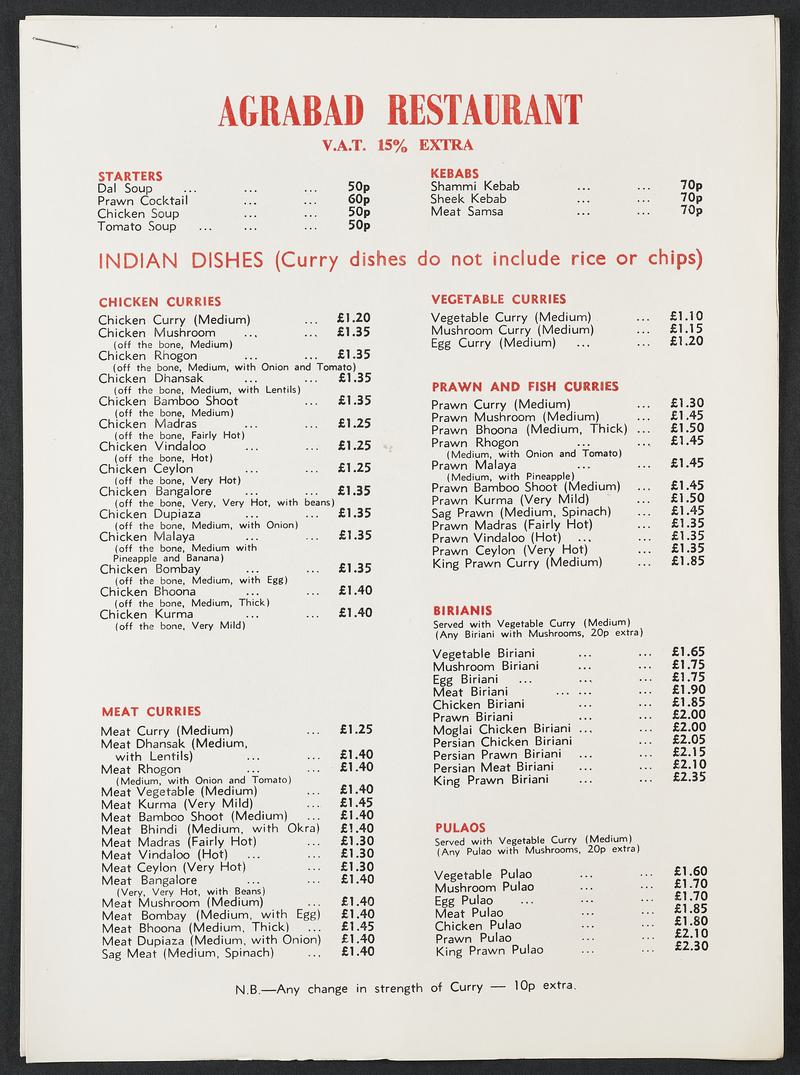 AGRABAD RESTAURANT
V.A.T. 15% EXTRA
STARTERS
Dal Soup ... ... ... 50p
Prawn Cocktail ... ... 60p
Chicken Soup ... ... 50p
Tomato Soup ... ... ... 50p
KEBABS
Shammi Kebab ... ... 70p
Sheek Kebab ... ... 70p
Meat Samsa ... ... 70p
INDIAN DISHES (Curry dishes do not include rice or chips)
CHICKEN CURRIES
Chicken Curry (Medium) ... £1.20
Chicken Mushroom ... ... £1.35
(off the bone, Medium)
Chicken Rhogon ... ... £1.35
(off the bone, Medium, with Onion and Tomato)
Chicken Dhansak ... ... £1.35
(off the bone, Medium, with Lentils)
Chicken Bamboo Shoot ... £1.35
(off the bone, Medium)
Chicken Madras ... ... £1.25
(off the bone, Fairly Hot)
Chicken Vindaloo ... ... £1.25
(off the bone, Hot)
Chicken Ceylon ... ... £1.25
(off the bone, Very Hot)
Chicken Bangalore ... ... £1.35
(off the bone, Very, Very Hot, with beans)
Chicken Dupiaza ... ... £1.35
(off the bone, Medium, with Onion)
Chicken Malaya ... ... £1.35
(off the bone, Medium with
Pineapple and Banana)
Chicken Bombay ... ... £1.35
(off the bone, Medium, with Egg)
Chicken Bhoona ... ... £1.40
(off the bone, Medium, Thick)
Chicken Kurma ... ... £1.40
(off the bone, Very Mild)
MEAT CURRIES
Meat Curry (Medium) ... £1.25
Meat Dhansak (Medium,
with Lentils) ... ... £1.40
Meat Rhogon ... ... £1.40
(Medium, with Onion and Tomato)
Meat Vegetable (Medium) ... £1.40
Meat Kurma (Very Mild) ... £1.45
Meat Bamboo Shoot (Medium) ... £1.40
Meat Bhindi (Medium, with Okra) £1.40
Meat Madras (Fairly Hot) ... £1.30
Meat Vindaloo (Hot) ... ... £1.30
Meat Ceylon (Very Hot) ... £1.30
Meat Bangalore ... ... £1.40
(Very, Very Hot, with Beans)
Meat Mushroom (Medium) ... £1.40
Meat Bombay (Medium, with Egg) £1.40
Meat Bhoona (Medium, Thick) ... £1.45
Meat Dupiaza (Medium, with Onion) £1.40
Sag Meat (Medium, Spinach) ... £1.40
VEGETABLE CURRIES
Vegetable Curry (Medium) ... £1.10
Mushroom Curry (Medium) ... £1.15
Egg Curry (Medium) ... ... £1.20
PRAWN AND FISH CURRIES
Prawn Curry (Medium) ... £1.30
Prawn Mushroom (Medium) ... £1.45
Prawn Bhoona (Medium, Thick) ... £1.50
Prawn Rhogon ... ... £1.45
(Medium, with Onion and Tomato)
Prawn Malaya ... ... £1.45
(Medium, with Pineapple)
Prawn Bamboo Shoot (Medium) ... £1.45
Prawn Kurma (Very Mild) ... £1.50
Sag Prawn (Medium, Spinach) ... £1.45
Prawn Madras (Fairly Hot) ... £1.35
Prawn Vindaloo (Hot) ... ... £1.35
Prawn Ceylon (Very Hot) ... £1.35
King Prawn Curry (Medium) ... £1.85
BIRIANIS
Served with Vegetable Curry (Medium)
(Any Biriani with Mushrooms, 20p extra)
Vegetable Biriani ... ... £1.65
Mushroom Biriani ... ... £1.75
Egg Biriani ... ... ... £1.75
Meat Biriani ... ... ... £1.90
Chicken Biriani ... ... £1.85
Prawn Biriani ... ... £2.00
Moglai Chicken Biriani ... ... £2.00
Persian Chicken Biriani ... £2.05
Persian Prawn Biriani ... ... £2.15
Persian Meat Biriani ... ... £2.10
King Prawn Biriani ... ... £2.35
PULAOS
Served with Vegetable Curry (Medium)
(Any Pulao with Mushrooms, 20p extra)
Vegetable Pulao ... ... £1.60
Mushroom Pulao ... ... £1.70
Egg Pulao ... ... ... £1.70
Meat Pulao ... ... £1.85
Chicken Pulao ... ... £1.80
Prawn Pulao ... ... £2.10
King Prawn Pulao ... ... £2.30
N.B.—Any change in strength of Curry — 10p extra.